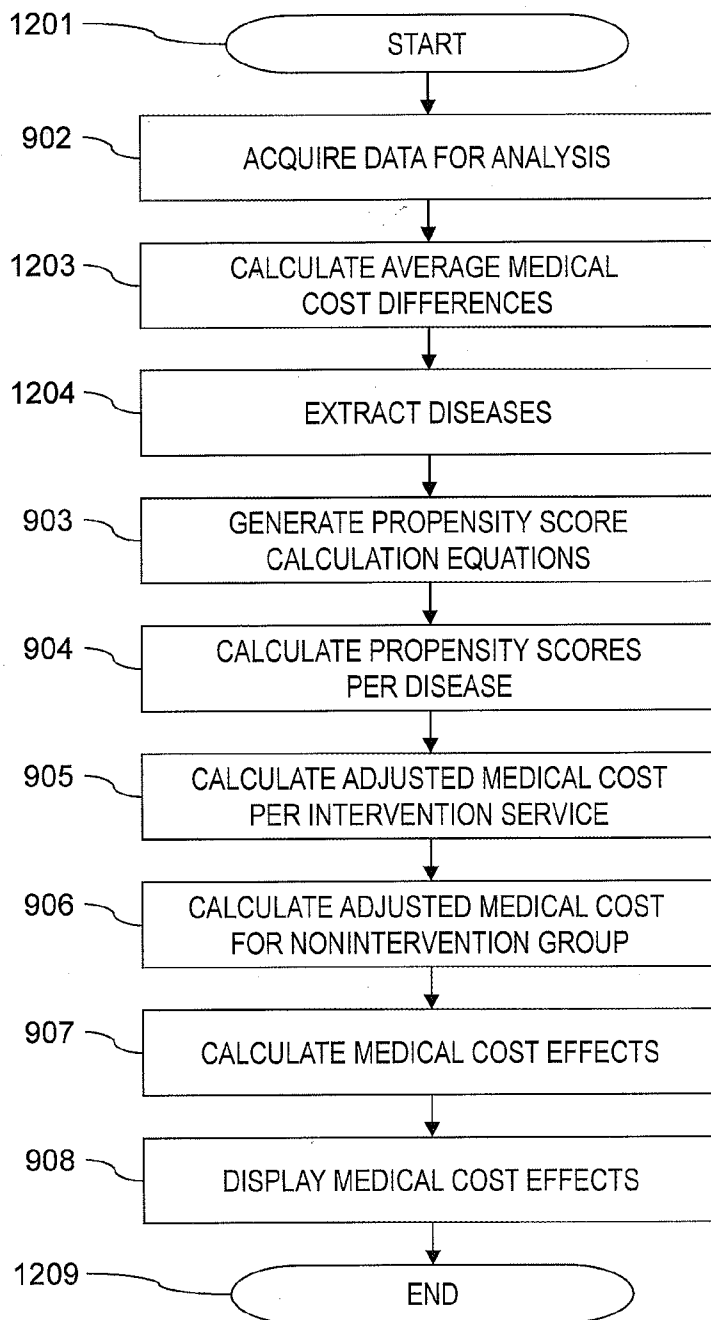 1201
START
902
ACQUIRE DATA FOR ANALYSIS
1203
CALCULATE AVERAGE MEDICAL
COST DIFFERENCES
1204
EXTRACT DISEASES
903
GENERATE PROPENSITY SCORE
CALCULATION EQUATIONS
904
CALCULATE PROPENSITY SCORES
PER DISEASE
905
CALCULATE ADJUSTED MEDICAL COST
PER INTERVENTION SERVICE
906
CALCULATE ADJUSTED MEDICAL COST
FOR NONINTERVENTION GROUP
907
CALCULATE MEDICAL COST EFFECTS
908
DISPLAY MEDICAL COST EFFECTS
1209
END